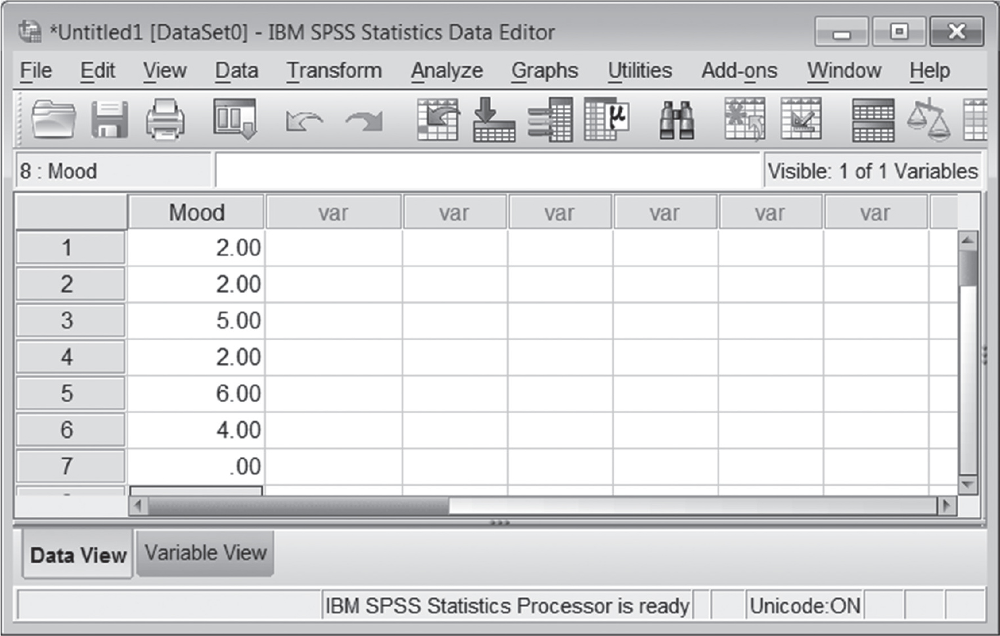 *Untitled1 [DataSet0] - IBM SPSS Statistics Data Editor
File Edit View Data Transform Analyze Graphs Utilities Add-ons Window Help
μ
8 : Mood Visible: 1 of 1 Variables
Mood var var var var var var
1 2.00
2 2.00
3 5.00
4 2.00
5 6.00
6 4.00
7 .00
Data View Variable View
IBM SPSS Statistics Processor is ready Unicode:ON